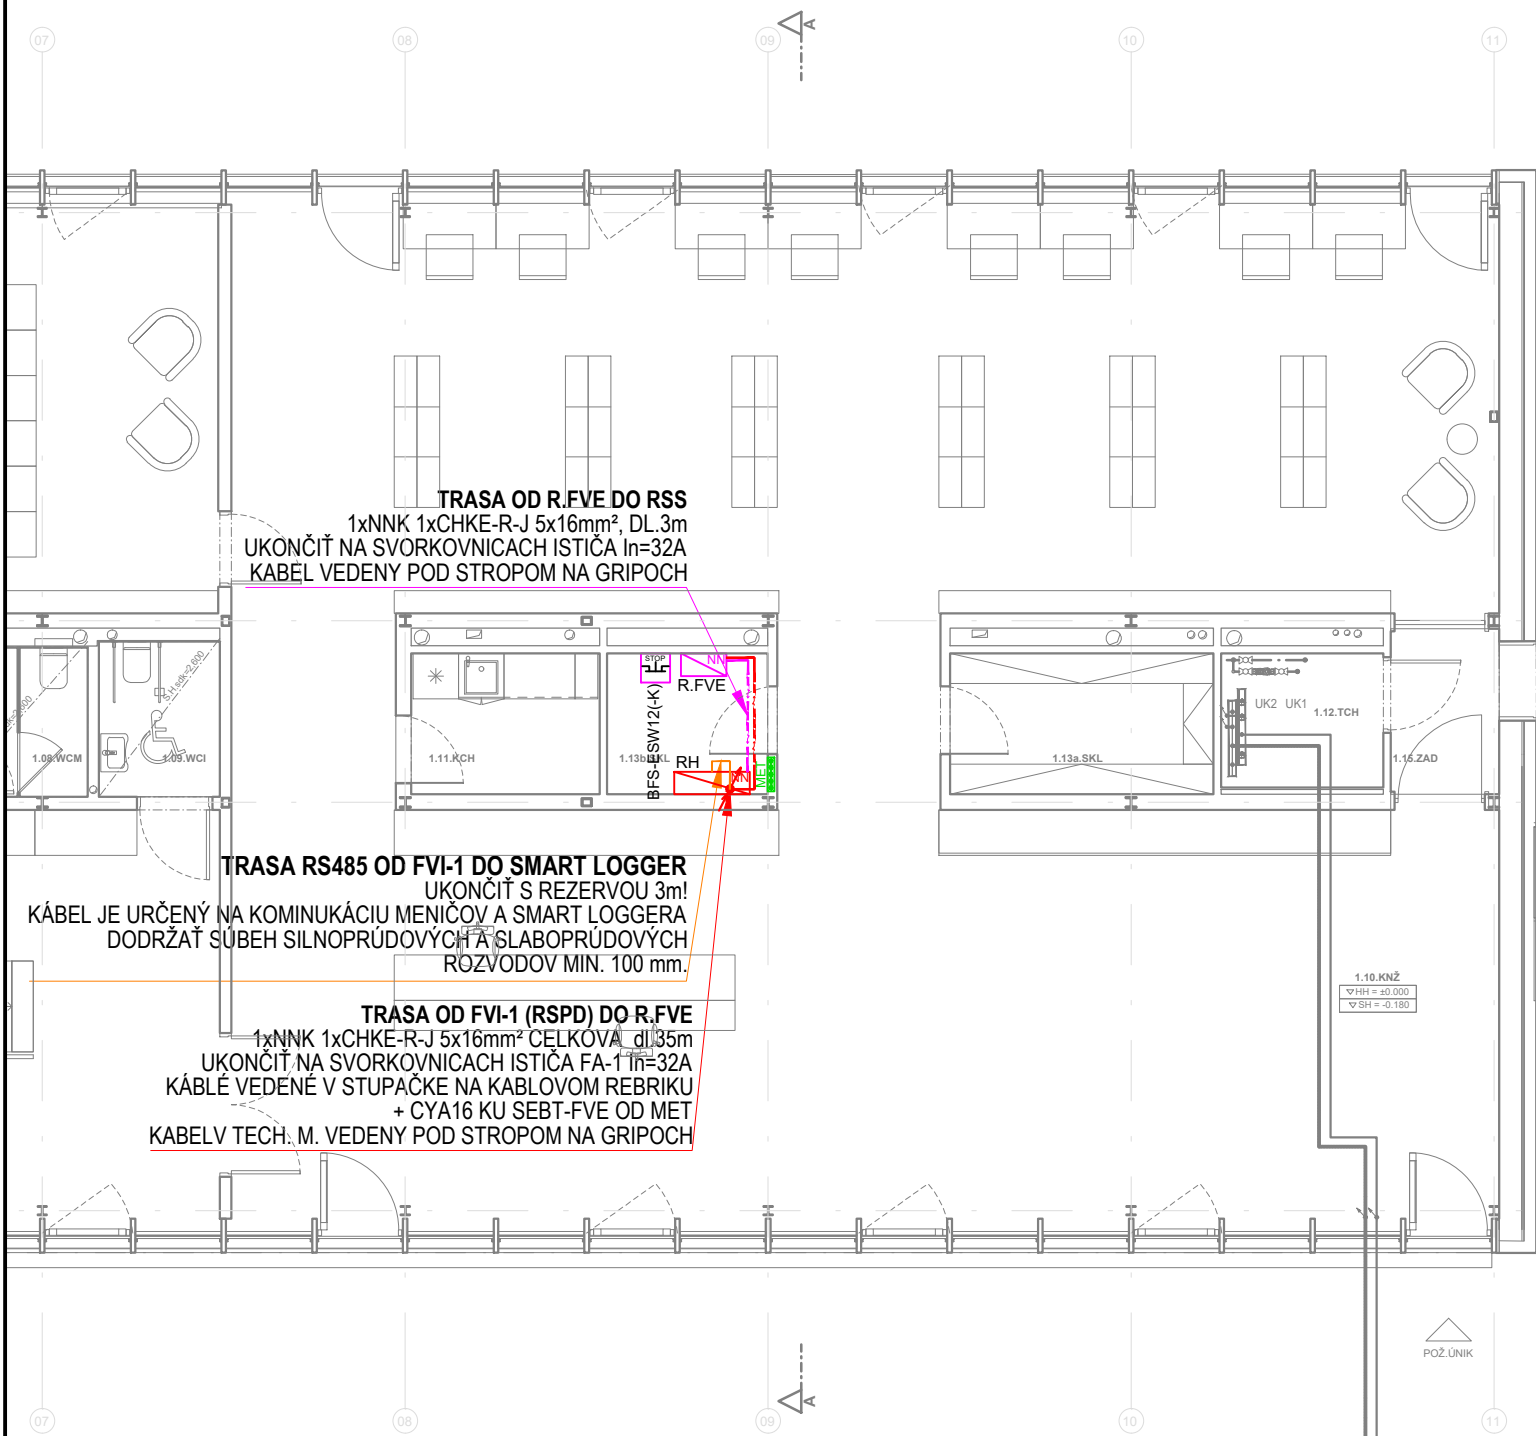 07
08
09
10
11
A
TRASA OD R.FVE DO RSS
1xNNK 1xCHKE-R-J 5x16mm², DL.3m
UKONČIŤ NA SVORKOVNICACH ISTIČA In=32A
KABEL VEDENY POD STROPOM NA GRIPOCH
STOP
NN
R.FVE
BFS-ESW12(-K)
RH
NN
MET
S.H.sdk=2,600
1.08.WCM
1.09.WCI
1.11.KCH
1.13b.SKL
1.13a.SKL
UK2 UK1
1.12.TCH
1.15.ZAD
TRASA RS485 OD FVI-1 DO SMART LOGGER
UKONČIŤ S REZERVOU 3m!
KÁBEL JE URČENÝ NA KOMINUKÁCIU MENIČOV A SMART LOGGERA
DODRŽAŤ SÚBEH SILNOPRÚDOVÝCH A SLABOPRÚDOVÝCH
ROZVODOV MIN. 100 mm.
1.10.KNŽ
HH = ±0.000
SH = -0.180
TRASA OD FVI-1 (RSPD) DO R.FVE
1xNNK 1xCHKE-R-J 5x16mm² CELKOVA dl.35m
UKONČIŤ NA SVORKOVNICACH ISTIČA FA-1 In=32A
KÁBLE VEDENÉ V STUPAČKE NA KABLOVOM REBRIKU
+ CYA16 KU SEBT-FVE OD MET
KABELV TECH. M. VEDENY POD STROPOM NA GRIPOCH
POŽ.ÚNIK
A
07
08
09
10
11